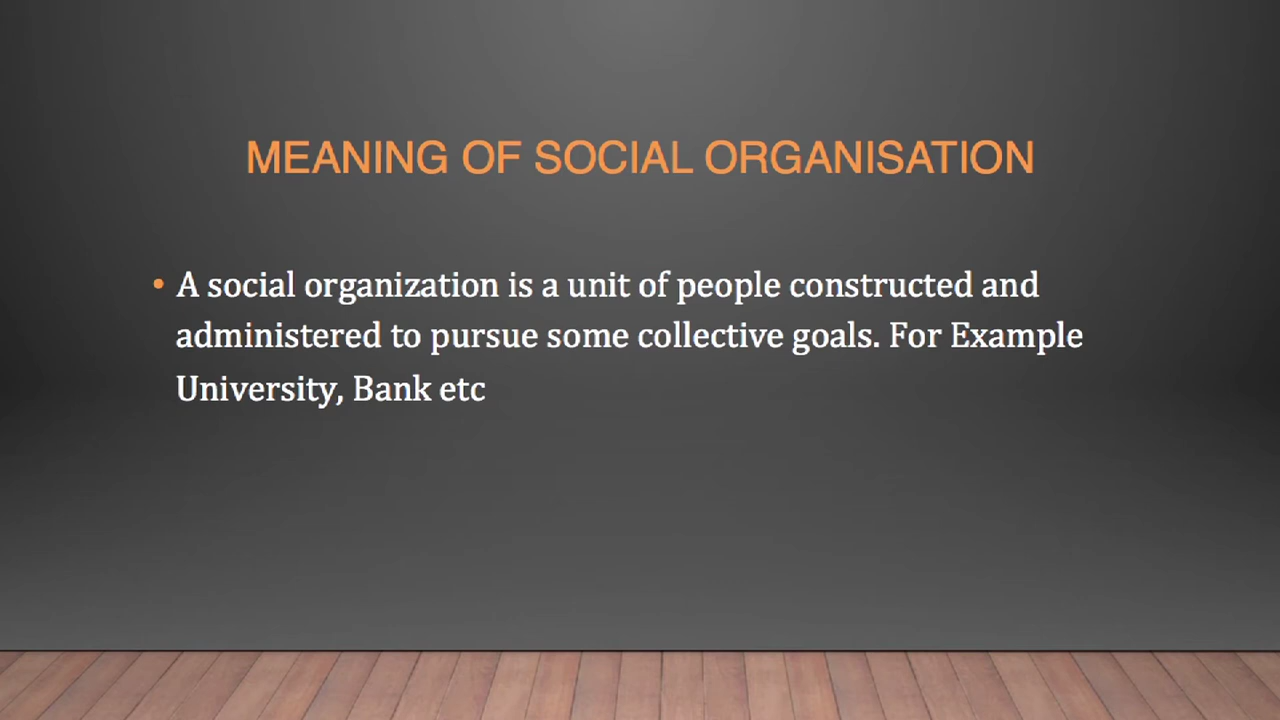 MEANING OF SOCIAL ORGANISATION
• A social organization is a unit of people constructed and
administered to pursue some collective goals. For Example
University, Bank etc